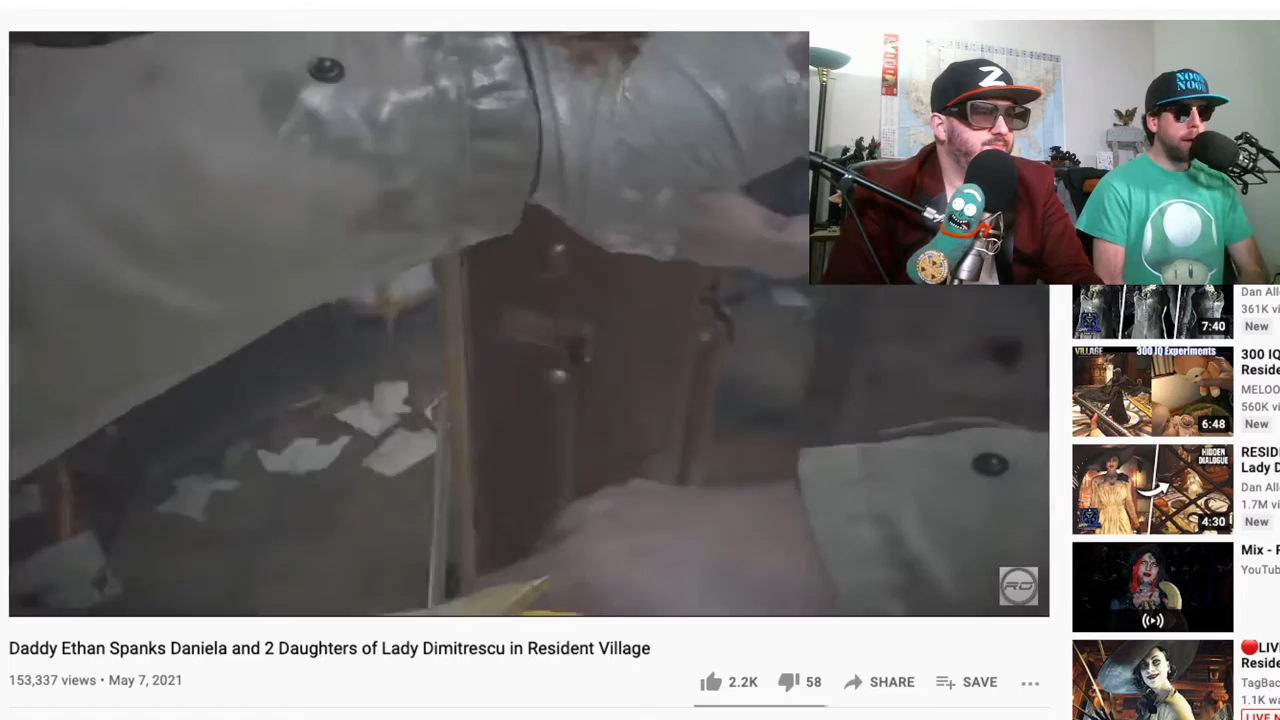 Z
NOOB
NOOB
Dan All
361K vi
7:40
New
VILLAGE
300 IQ Experiments
300 IQ
Reside
MELOO
560K v
6:48
New
HIDDEN
DIALOGUE
RESID
Lady D
Dan All
1.7M vi
4:30
New
Mix - R
YouTub
🔴LIV
Reside
TagBac
1.1K wa
LIVE N
RO
Daddy Ethan Spanks Daniela and 2 Daughters of Lady Dimitrescu in Resident Village
153,337 views • May 7, 2021
2.2K
58
SHARE
SAVE